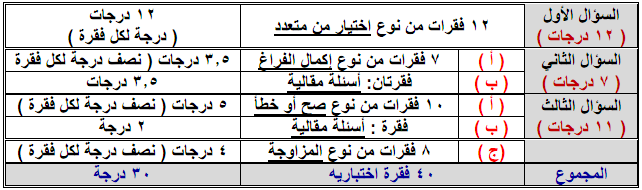 السؤال الأول ( ١٢ درجات ) ١٢ فقرات من نوع اختيار من متعدد ١٢ درجات ( درجة لكل فقرة )
السؤال الثاني ( ٧ درجات ) ( أ ) ٧ فقرات من نوع إكمال الفراغ ٣,٥ درجات ( نصف درجة لكل فقرة )
( ب ) فقرتان: أسئلة مقالية ٣,٥ درجات
السؤال الثالث ( ١١ درجات ) ( أ ) ١٠ فقرات من نوع صح أو خطأ ٥ درجات ( نصف درجة لكل فقرة )
( ب ) فقرة : أسئلة مقالية ٢ درجة
(ج ) ٨ فقرات من نوع المزاوجة ٤ درجات ( نصف درجة لكل فقرة )
المجموع ٤٠ فقرة اختباريه ٣٠ درجة